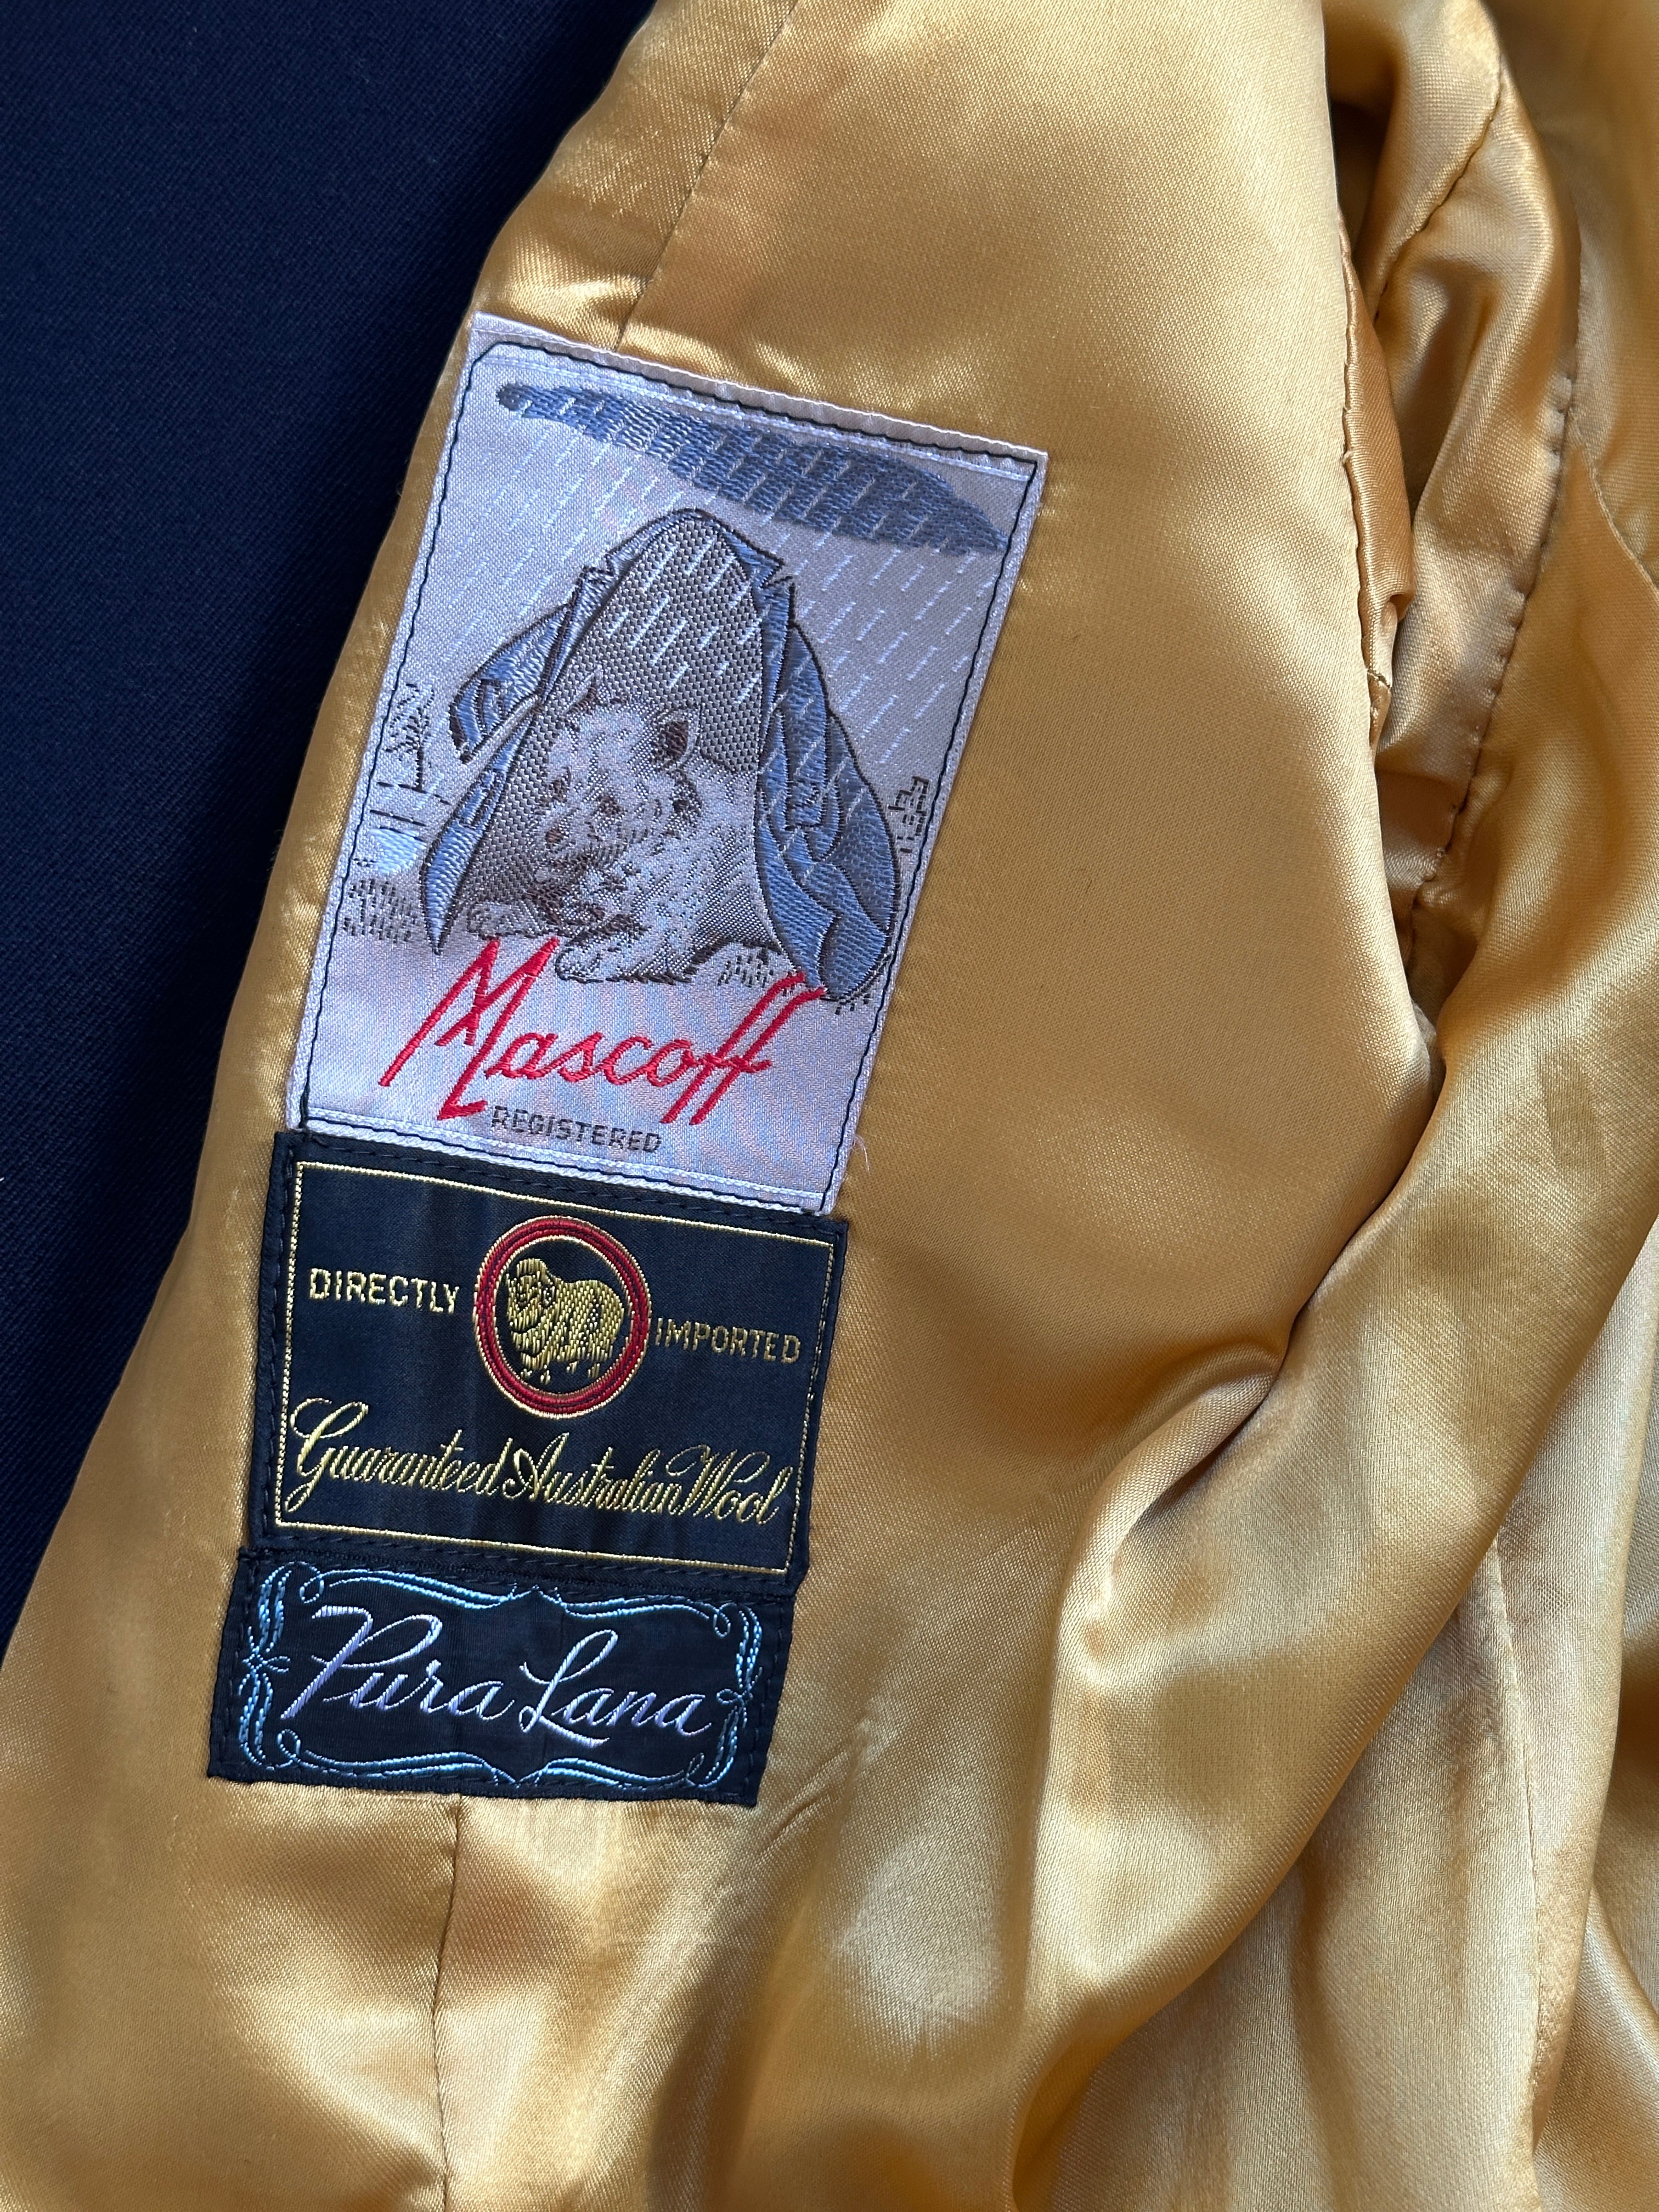 Mascoff
REGISTERED
DIRECTLY IMPORTED
Guaranteed Australian Wool
Pura Lana